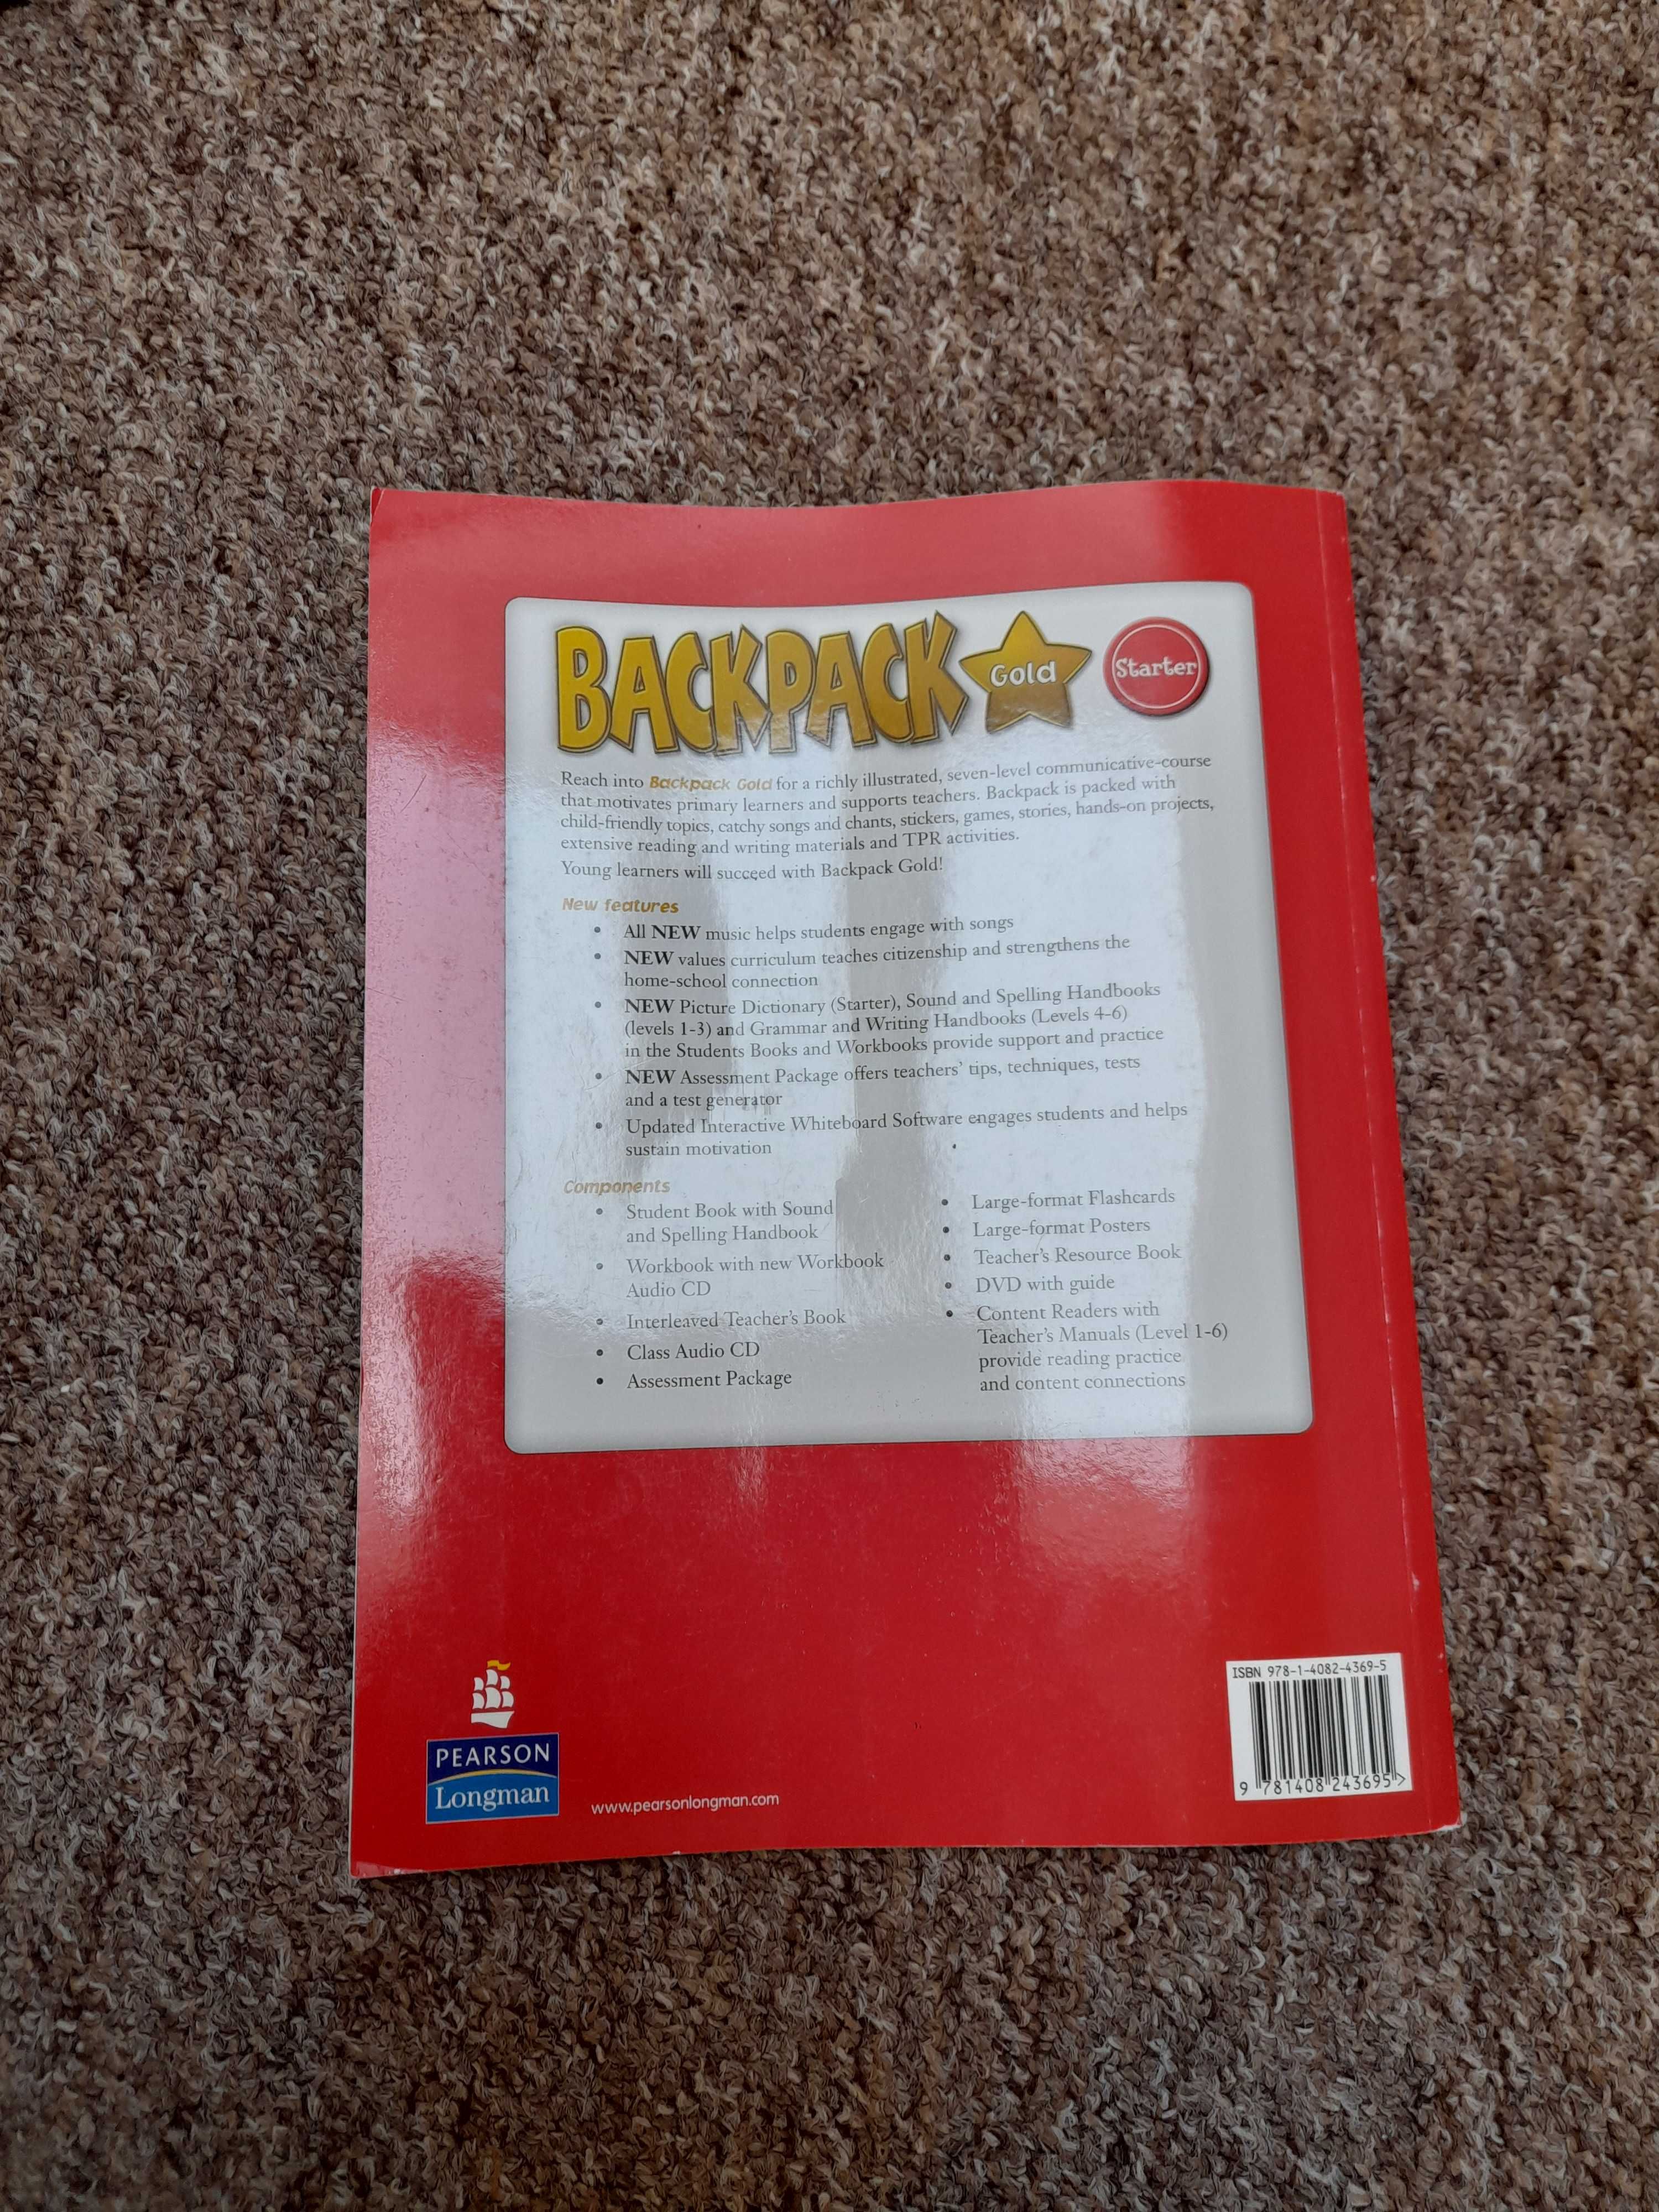 BACKPACK Gold Starter
Reach into Backpack Gold for a richly illustrated, seven-level communicative-course
that motivates primary learners and supports teachers. Backpack is packed with
child-friendly topics, catchy songs and chants, stickers, games, stories, hands-on projects,
extensive reading and writing materials and TPR activities.
Young learners will succeed with Backpack Gold!
New features
• All NEW music helps students engage with songs
• NEW values curriculum teaches citizenship and strengthens the
home-school connection
• NEW Picture Dictionary (Starter), Sound and Spelling Handbooks
(levels 1-3) and Grammar and Writing Handbooks (Levels 4-6)
in the Students Books and Workbooks provide support and practice
• NEW Assessment Package offers teachers' tips, techniques, tests
and a test generator
• Updated Interactive Whiteboard Software engages students and helps
sustain motivation
Components
• Student Book with Sound
and Spelling Handbook
• Workbook with new Workbook
Audio CD
• Interleaved Teacher's Book
• Class Audio CD
• Assessment Package
• Large-format Flashcards
• Large-format Posters
• Teacher's Resource Book
• DVD with guide
• Content Readers with
Teacher's Manuals (Level 1-6)
provide reading practice
and content connections
PEARSON
Longman
www.pearsonlongman.com
ISBN 978-1-4082-4369-5
9 781408 243695 >